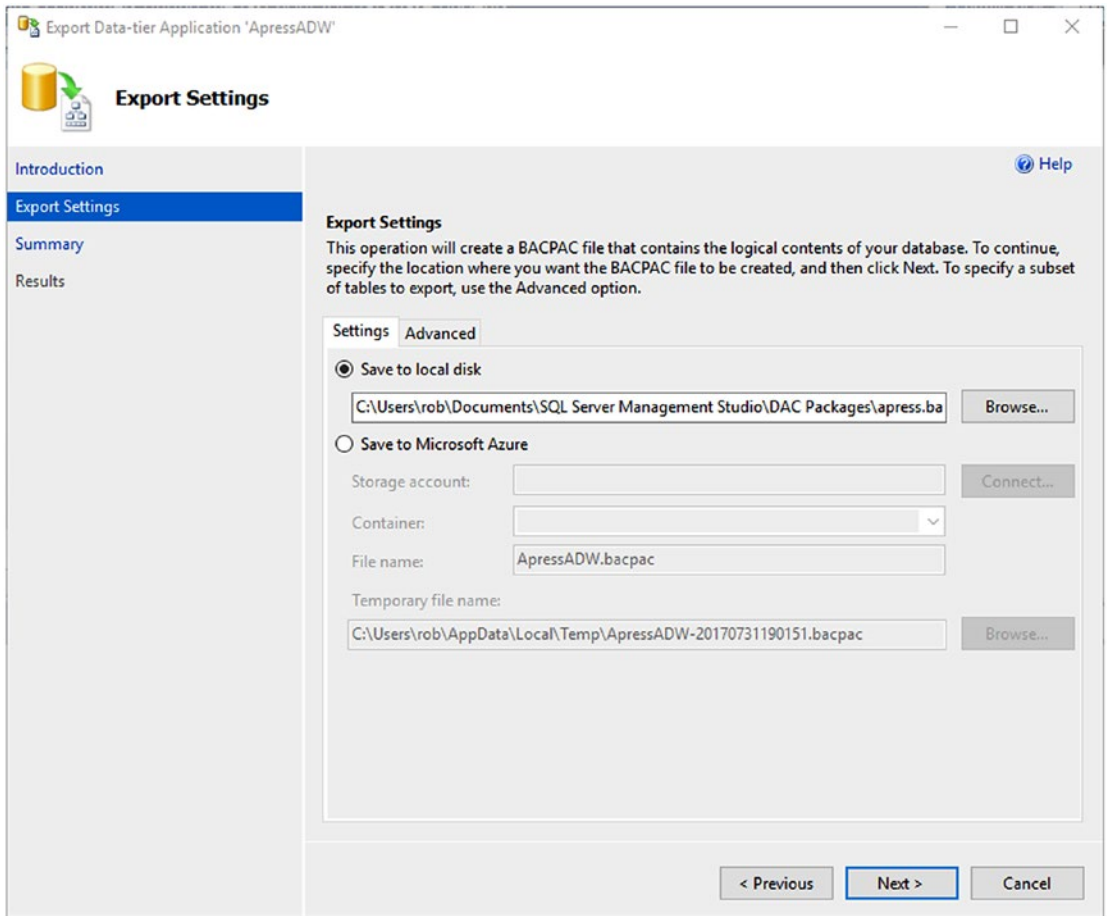 Export Data-tier Application 'ApressADW'
Export Settings
Introduction
Export Settings
Summary
Results
Help
Export Settings
This operation will create a BACPAC file that contains the logical contents of your database. To continue,
specify the location where you want the BACPAC file to be created, and then click Next. To specify a subset
of tables to export, use the Advanced option.
Settings
Advanced
Save to local disk
C:\Users\rob\Documents\SQL Server Management Studio\DAC Packages\apress.ba
Browse...
Save to Microsoft Azure
Storage account:
Connect...
Container:
File name:
ApressADW.bacpac
Temporary file name:
C:\Users\rob\AppData\Local\Temp\ApressADW-20170731190151.bacpac
Browse...
< Previous
Next >
Cancel